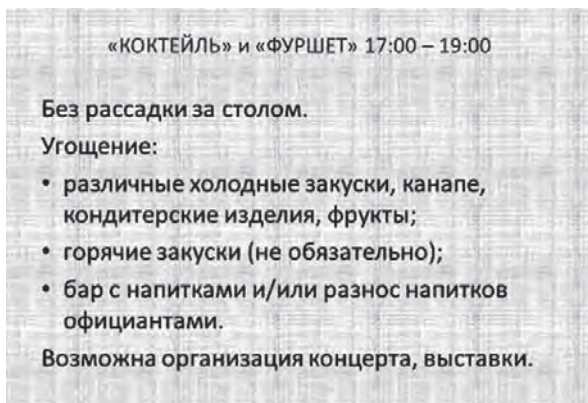 «КОКТЕЙЛЬ» и «ФУРШЕТ» 17:00 – 19:00
Без рассадки за столом.
Угощение:
• различные холодные закуски, канапе,
кондитерские изделия, фрукты;
• горячие закуски (не обязательно);
• бар с напитками и/или разнос напитков
официантами.
Возможна организация концерта, выставки.